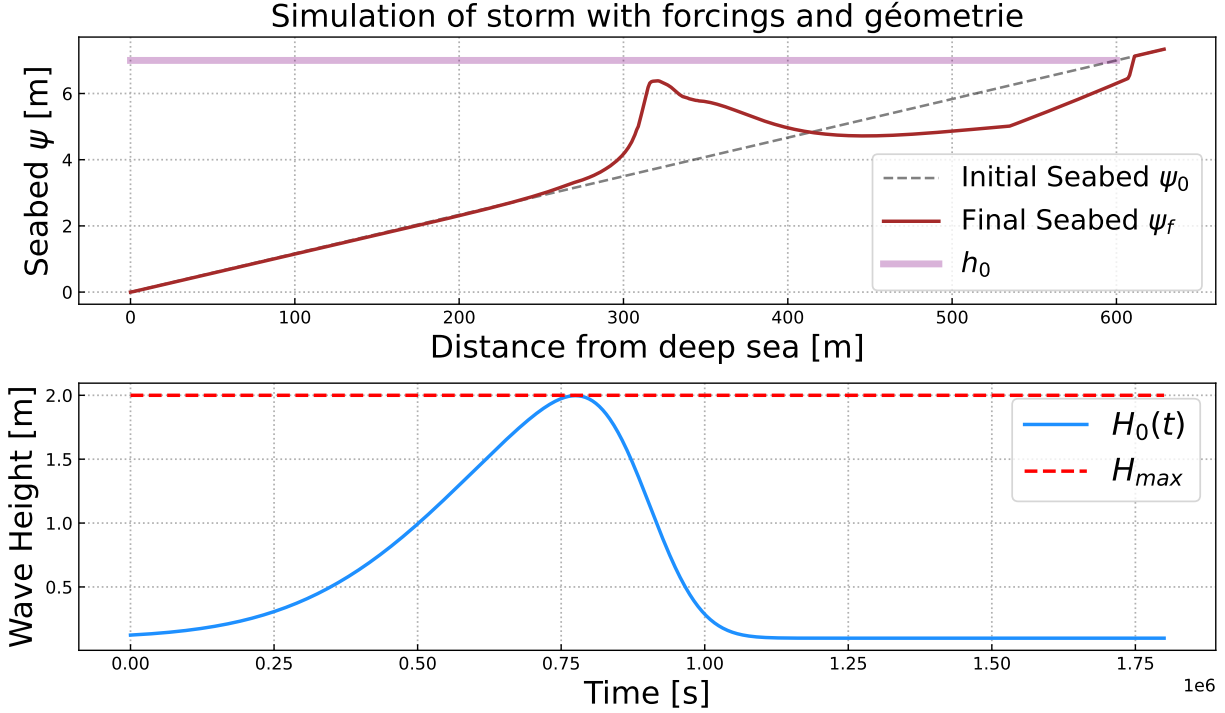 Simulation of storm with forcings and géometrie
Seabed ψ [m]
6
4
2
0
Initial Seabed ψ₀
Final Seabed ψ_f
h₀
0 100 200 300 400 500 600
Distance from deep sea [m]
Wave Height [m]
2.0
1.5
1.0
0.5
H₀(t)
H_max
0.00 0.25 0.50 0.75 1.00 1.25 1.50 1.75
1e6
Time [s]